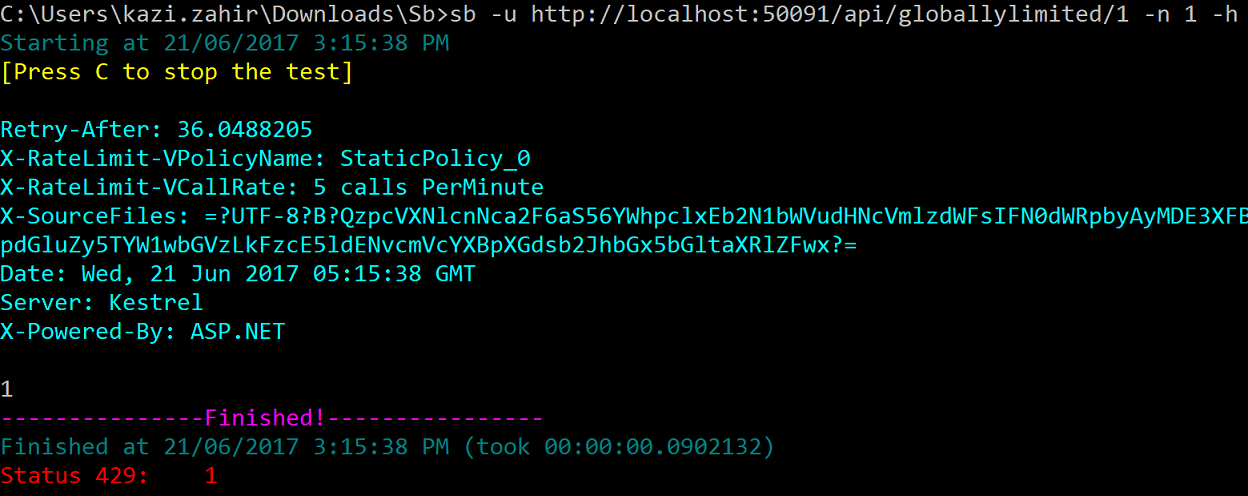 C:\Users\kazi.zahir\Downloads\Sb>sb -u http://localhost:50091/api/globallylimited/1 -n 1 -h
Starting at 21/06/2017 3:15:38 PM
[Press C to stop the test]
Retry-After: 36.0488205
X-RateLimit-VPolicyName: StaticPolicy_0
X-RateLimit-VCallRate: 5 calls PerMinute
X-SourceFiles: =?UTF-8?B?QzpcVXNlcnNca2F6aS56YWhpclxEb2N1bWVudHNcVmlzdWFsIFN0dWRpbyAyMDE3XFB
pdGluZy5TYW1wbGVzLkFzcE5ldENvcmVcYXBpXGdsb2JhbGx5bGltaXRlZFwx?=
Date: Wed, 21 Jun 2017 05:15:38 GMT
Server: Kestrel
X-Powered-By: ASP.NET
1
---------------Finished!----------------
Finished at 21/06/2017 3:15:38 PM (took 00:00:00.0902132)
Status 429:    1